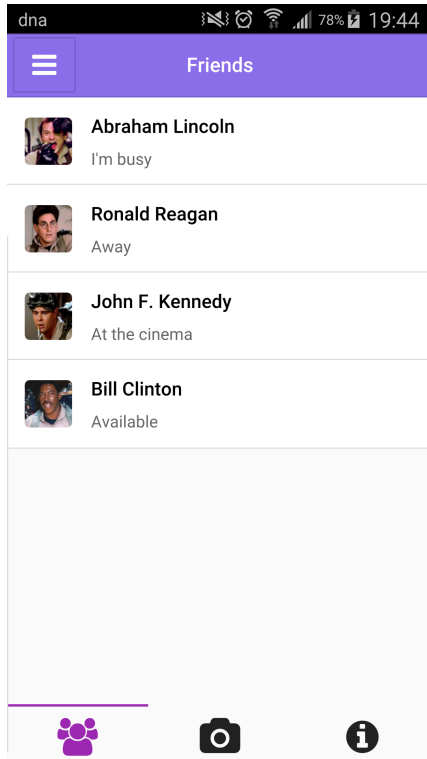 dna 78% 19:44
Friends
Abraham Lincoln
I'm busy
Ronald Reagan
Away
John F. Kennedy
At the cinema
Bill Clinton
Available